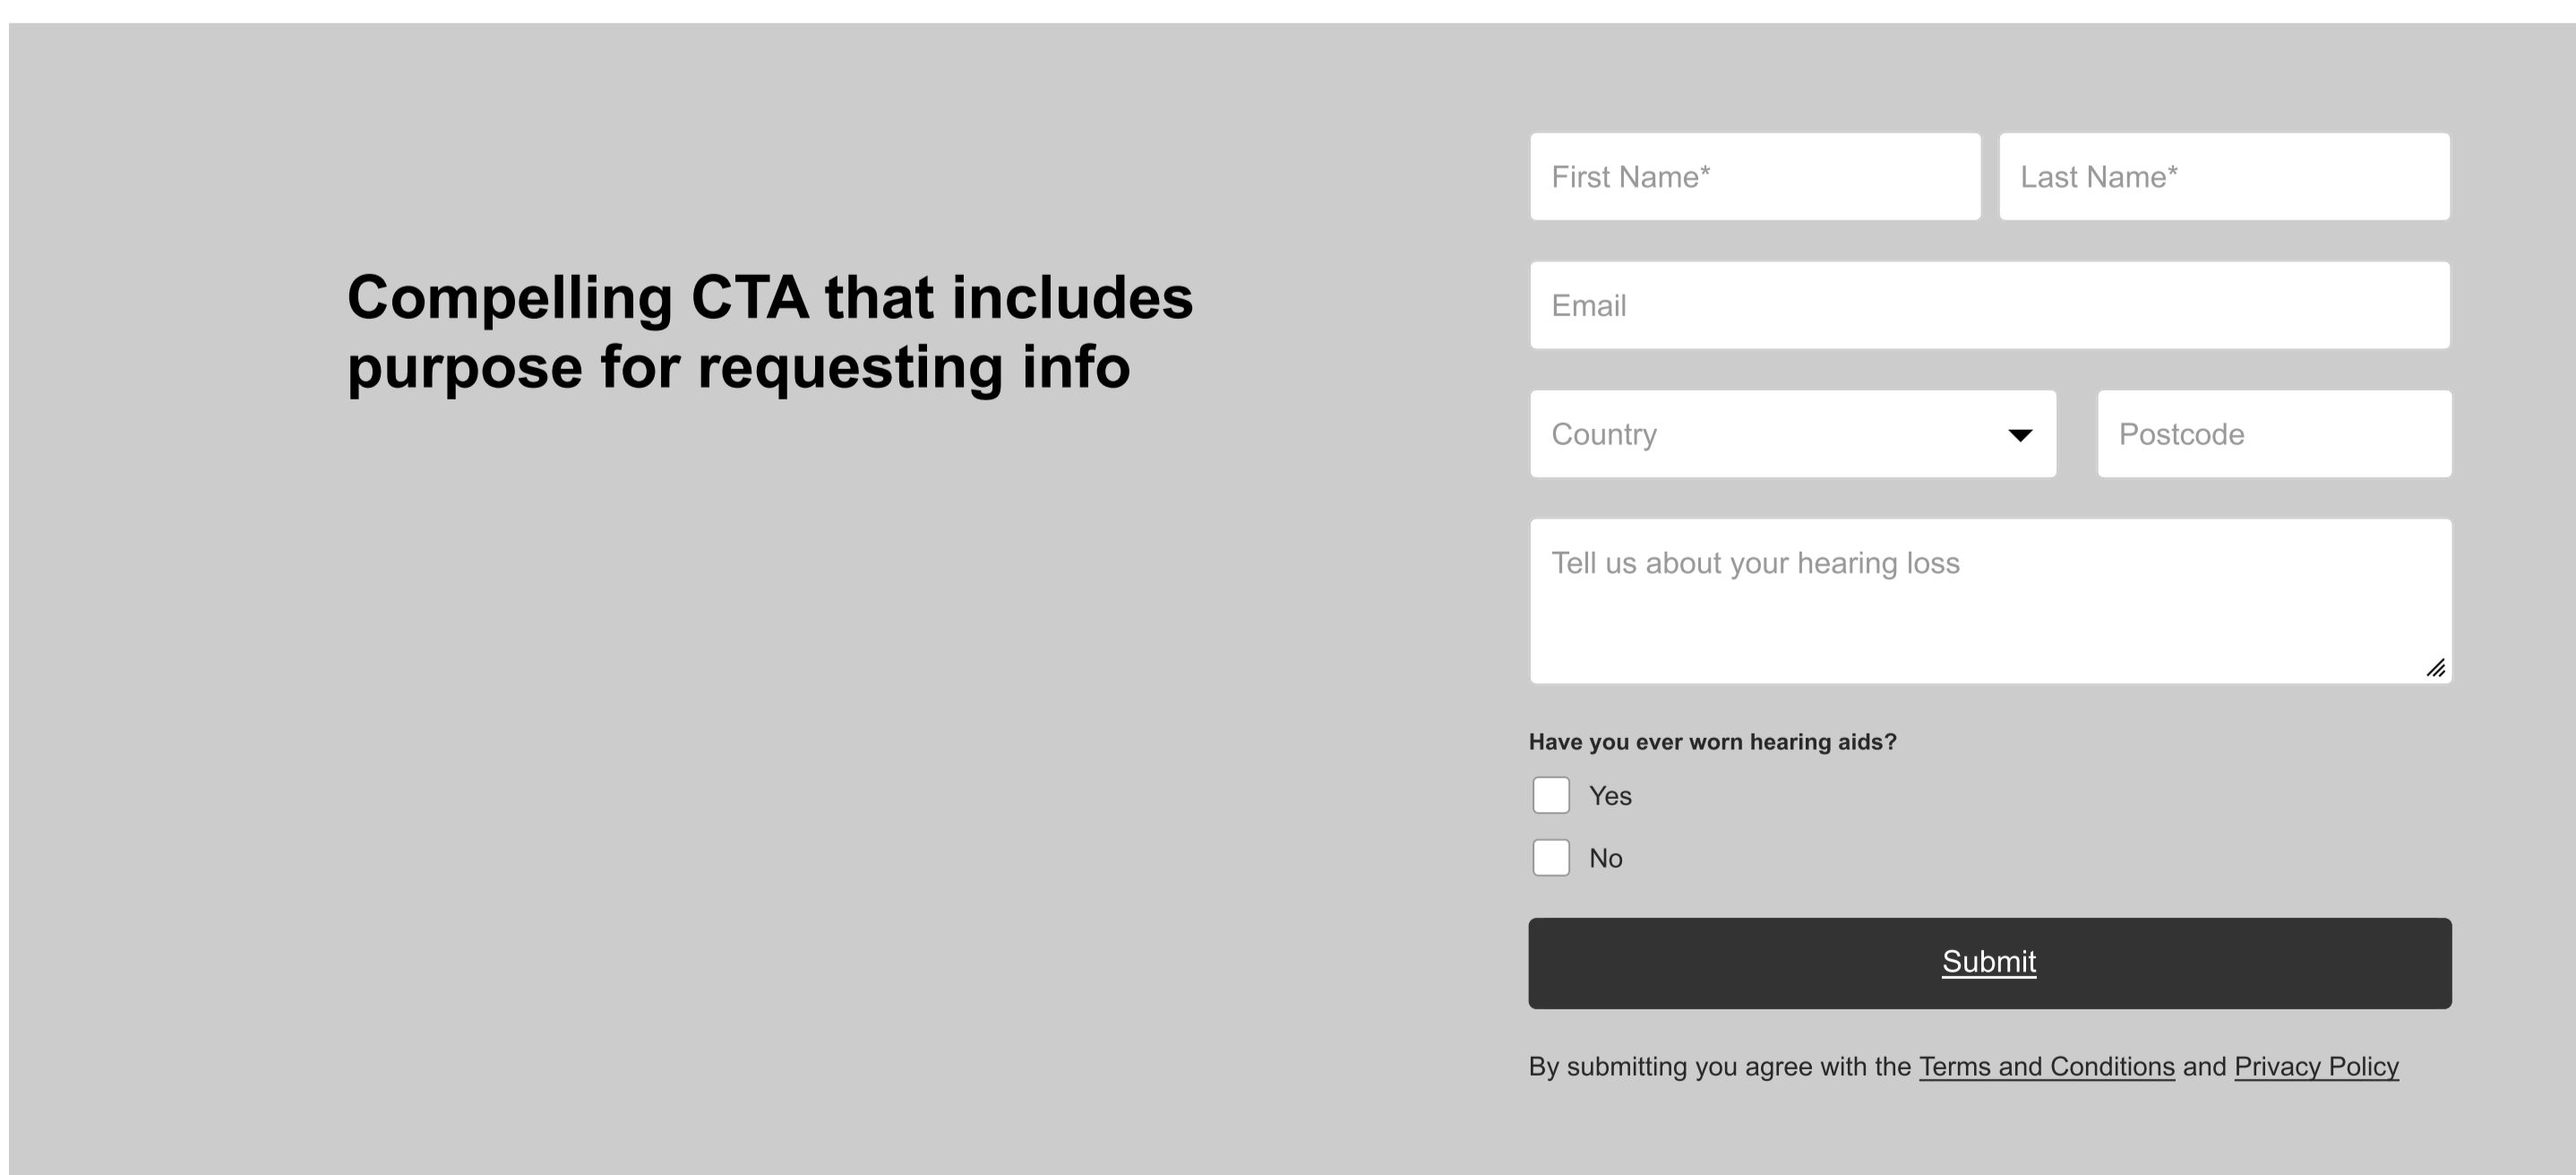 Compelling CTA that includes
purpose for requesting info
First Name*
Last Name*
Email
Country
Postcode
Tell us about your hearing loss
Have you ever worn hearing aids?
Yes
No
Submit
By submitting you agree with the Terms and Conditions and Privacy Policy